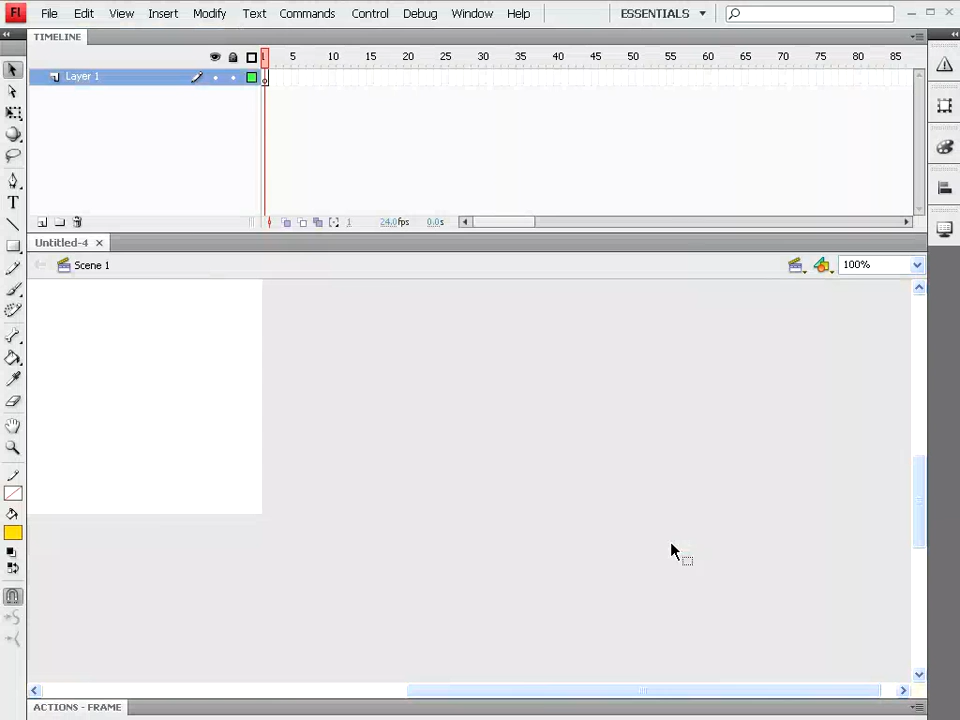 Fl File Edit View Insert Modify Text Commands Control Debug Window Help ESSENTIALS
TIMELINE
5 10 15 20 25 30 35 40 45 50 55 60 65 70 75 80 85
Layer 1
1 24.0fps 0.0s
Untitled-4
Scene 1 100%
T
ACTIONS - FRAME